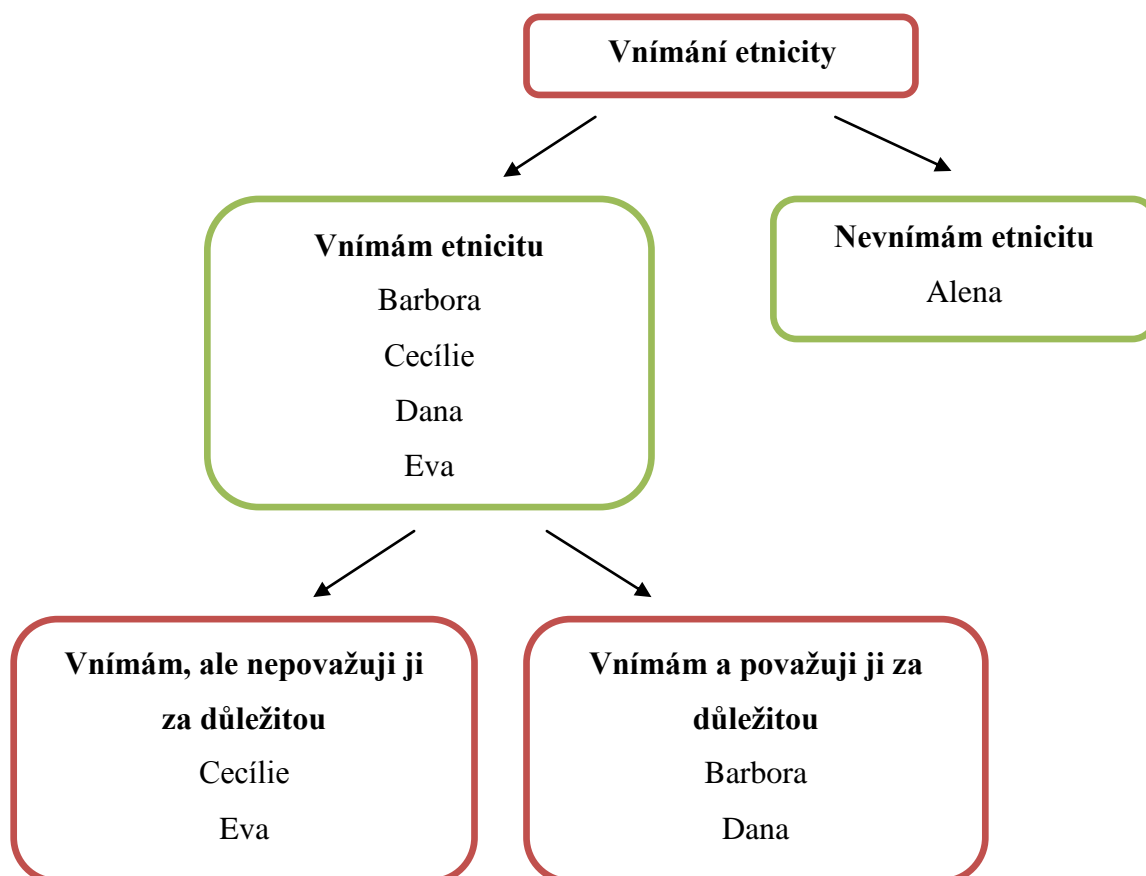 Vnímání etnicity
Vnímám etnicitu
Barbora
Cecílie
Dana
Eva
Nevnímám etnicitu
Alena
Vnímám, ale nepovažuji ji
za důležitou
Cecílie
Eva
Vnímám a považuji ji za
důležitou
Barbora
Dana